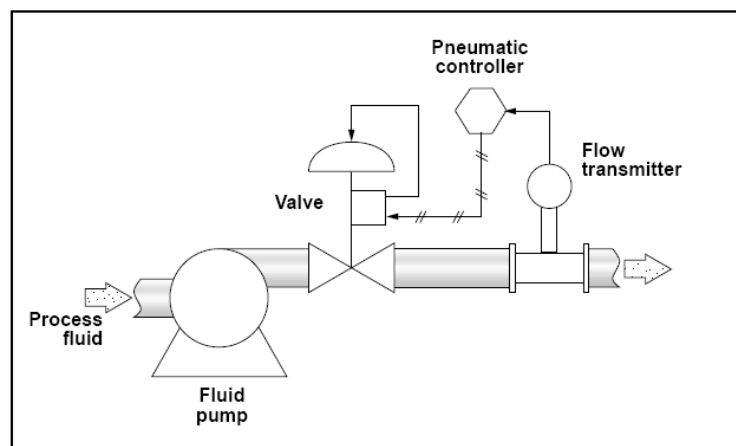 Pneumatic
controller
Flow
transmitter
Valve
Process
fluid
Fluid
pump